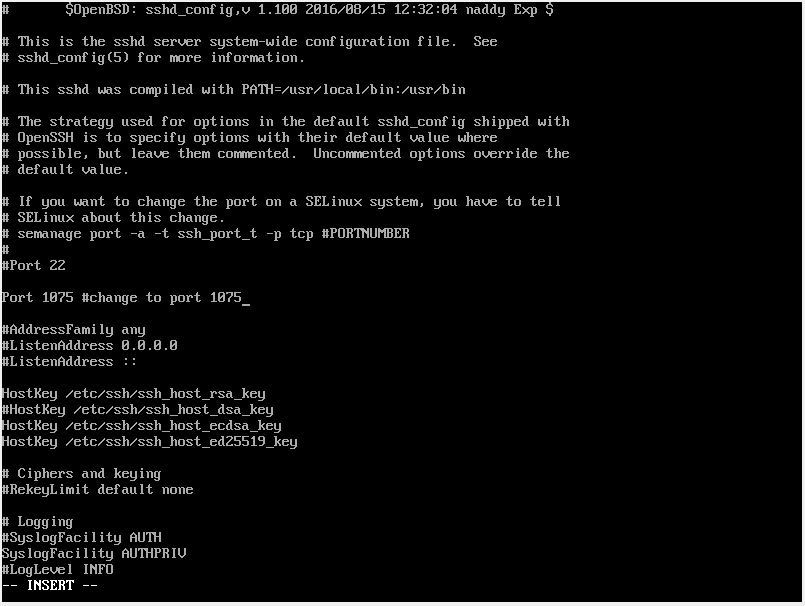 #       $OpenBSD: sshd_config,v 1.100 2016/08/15 12:32:04 naddy Exp $
# This is the sshd server system-wide configuration file.  See
# sshd_config(5) for more information.
# This sshd was compiled with PATH=/usr/local/bin:/usr/bin
# The strategy used for options in the default sshd_config shipped with
# OpenSSH is to specify options with their default value where
# possible, but leave them commented.  Uncommented options override the
# default value.
# If you want to change the port on a SELinux system, you have to tell
# SELinux about this change.
# semanage port -a -t ssh_port_t -p tcp #PORTNUMBER
#
#Port 22
Port 1075 #change to port 1075_
#AddressFamily any
#ListenAddress 0.0.0.0
#ListenAddress ::
HostKey /etc/ssh/ssh_host_rsa_key
#HostKey /etc/ssh/ssh_host_dsa_key
HostKey /etc/ssh/ssh_host_ecdsa_key
HostKey /etc/ssh/ssh_host_ed25519_key
# Ciphers and keying
#RekeyLimit default none
# Logging
#SyslogFacility AUTH
SyslogFacility AUTHPRIV
#LogLevel INFO
-- INSERT --